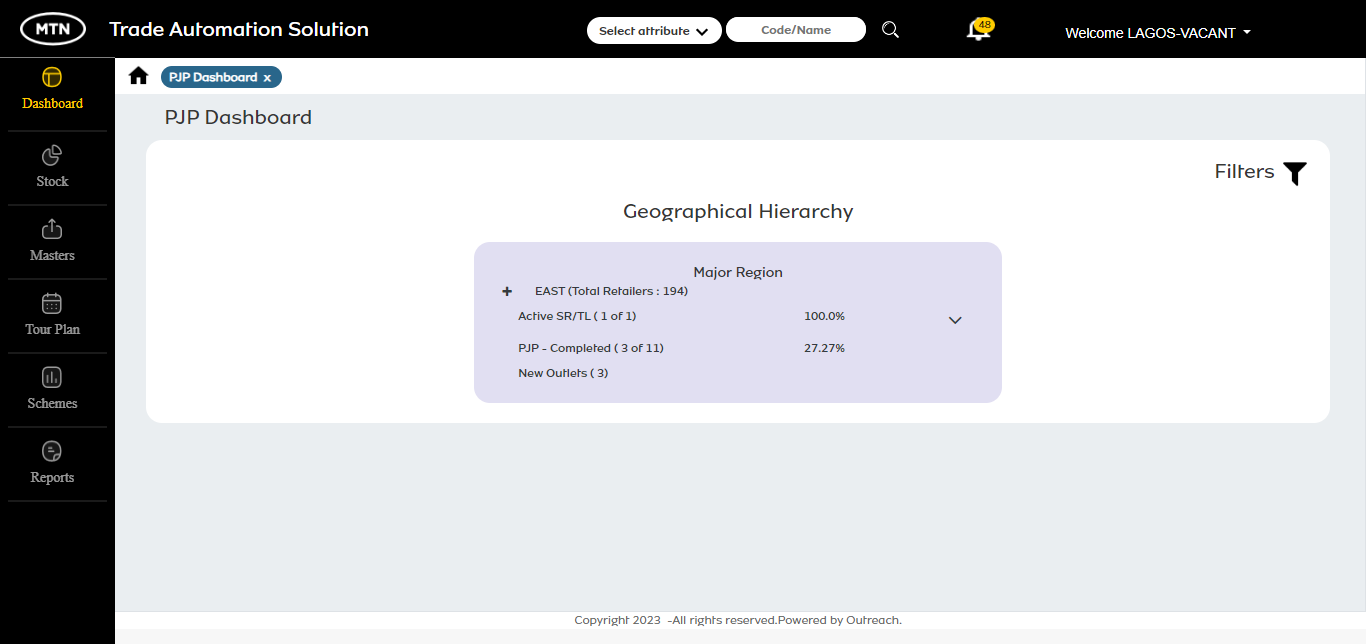 MTN Trade Automation Solution Select attribute Code/Name 48 Welcome LAGOS-VACANT
PJP Dashboard x
Dashboard
Stock
Masters
Tour Plan
Schemes
Reports
PJP Dashboard
Filters
Geographical Hierarchy
Major Region
+ EAST (Total Retailers : 194)
Active SR/TL ( 1 of 1) 100.0%
PJP - Completed ( 3 of 11) 27.27%
New Outlets ( 3)
Copyright 2023 -All rights reserved.Powered by Outreach.